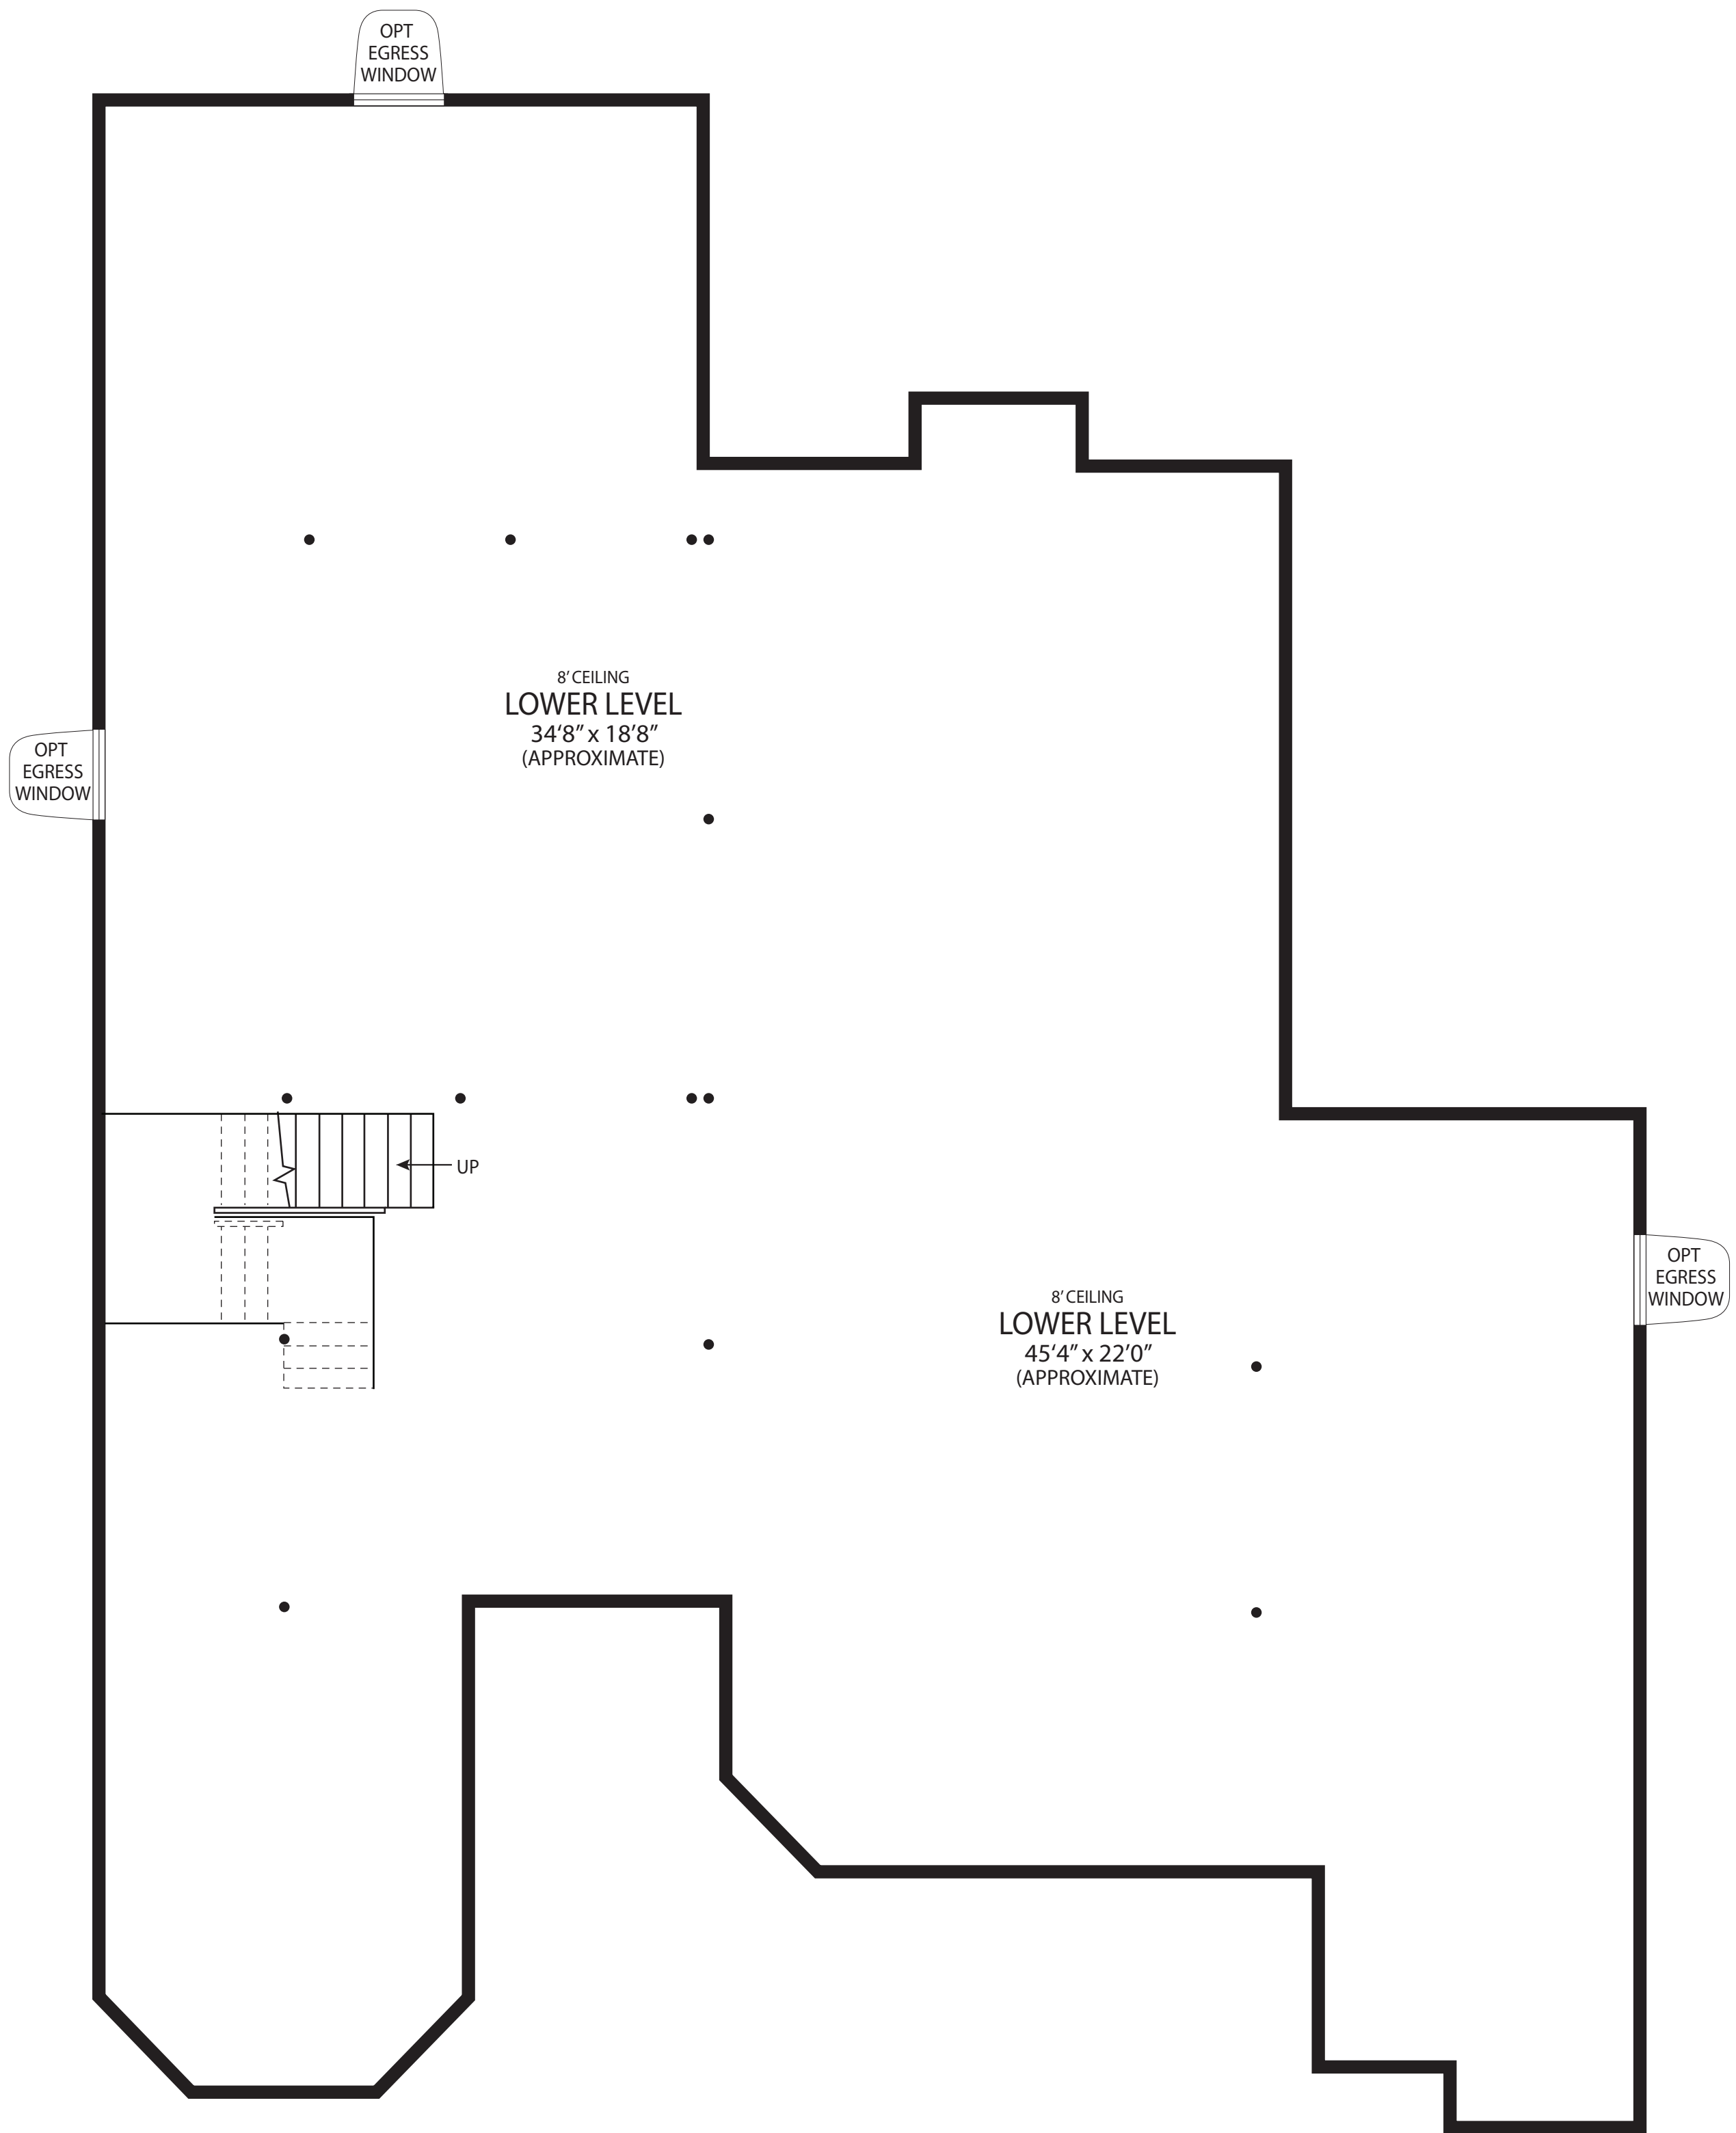 OPT
EGRESS
WINDOW
8’ CEILING
LOWER LEVEL
34‘8” x 18’8”
(APPROXIMATE)
OPT
EGRESS
WINDOW
UP
OPT
EGRESS
WINDOW
8’ CEILING
LOWER LEVEL
45‘4” x 22’0”
(APPROXIMATE)